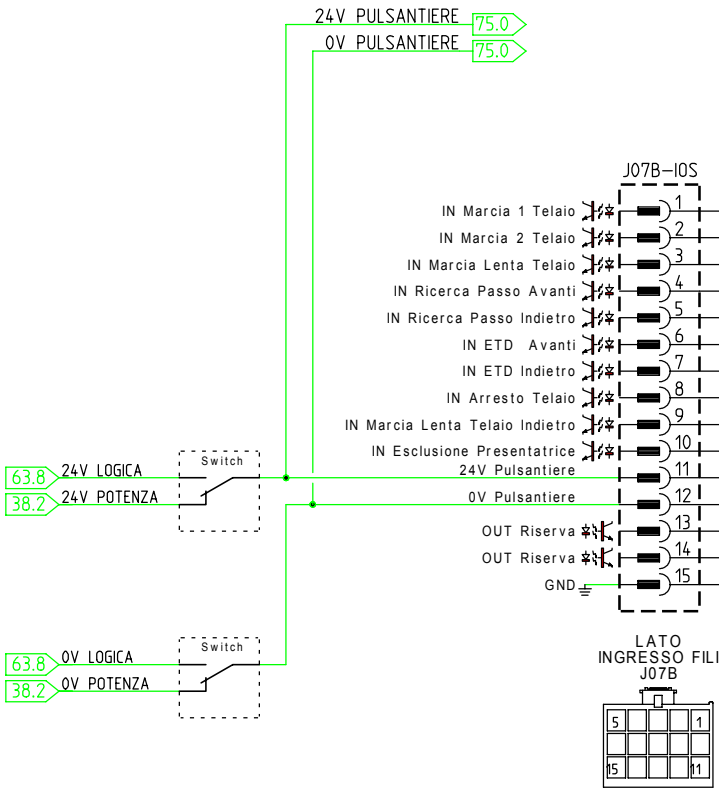 24V PULSANTIERE 75.0
0V PULSANTIERE 75.0
J07B-IOS
IN Marcia 1 Telaio 1
IN Marcia 2 Telaio 2
IN Marcia Lenta Telaio 3
IN Ricerca Passo Avanti 4
IN Ricerca Passo Indietro 5
IN ETD Avanti 6
IN ETD Indietro 7
IN Arresto Telaio 8
IN Marcia Lenta Telaio Indietro 9
IN Esclusione Presentatrice 10
24V Pulsantiere 11
0V Pulsantiere 12
OUT Riserva 13
OUT Riserva 14
GND 15
Switch
63.8 24V LOGICA
38.2 24V POTENZA
Switch
63.8 0V LOGICA
38.2 0V POTENZA
LATO
INGRESSO FILI
J07B
5 1
15 11